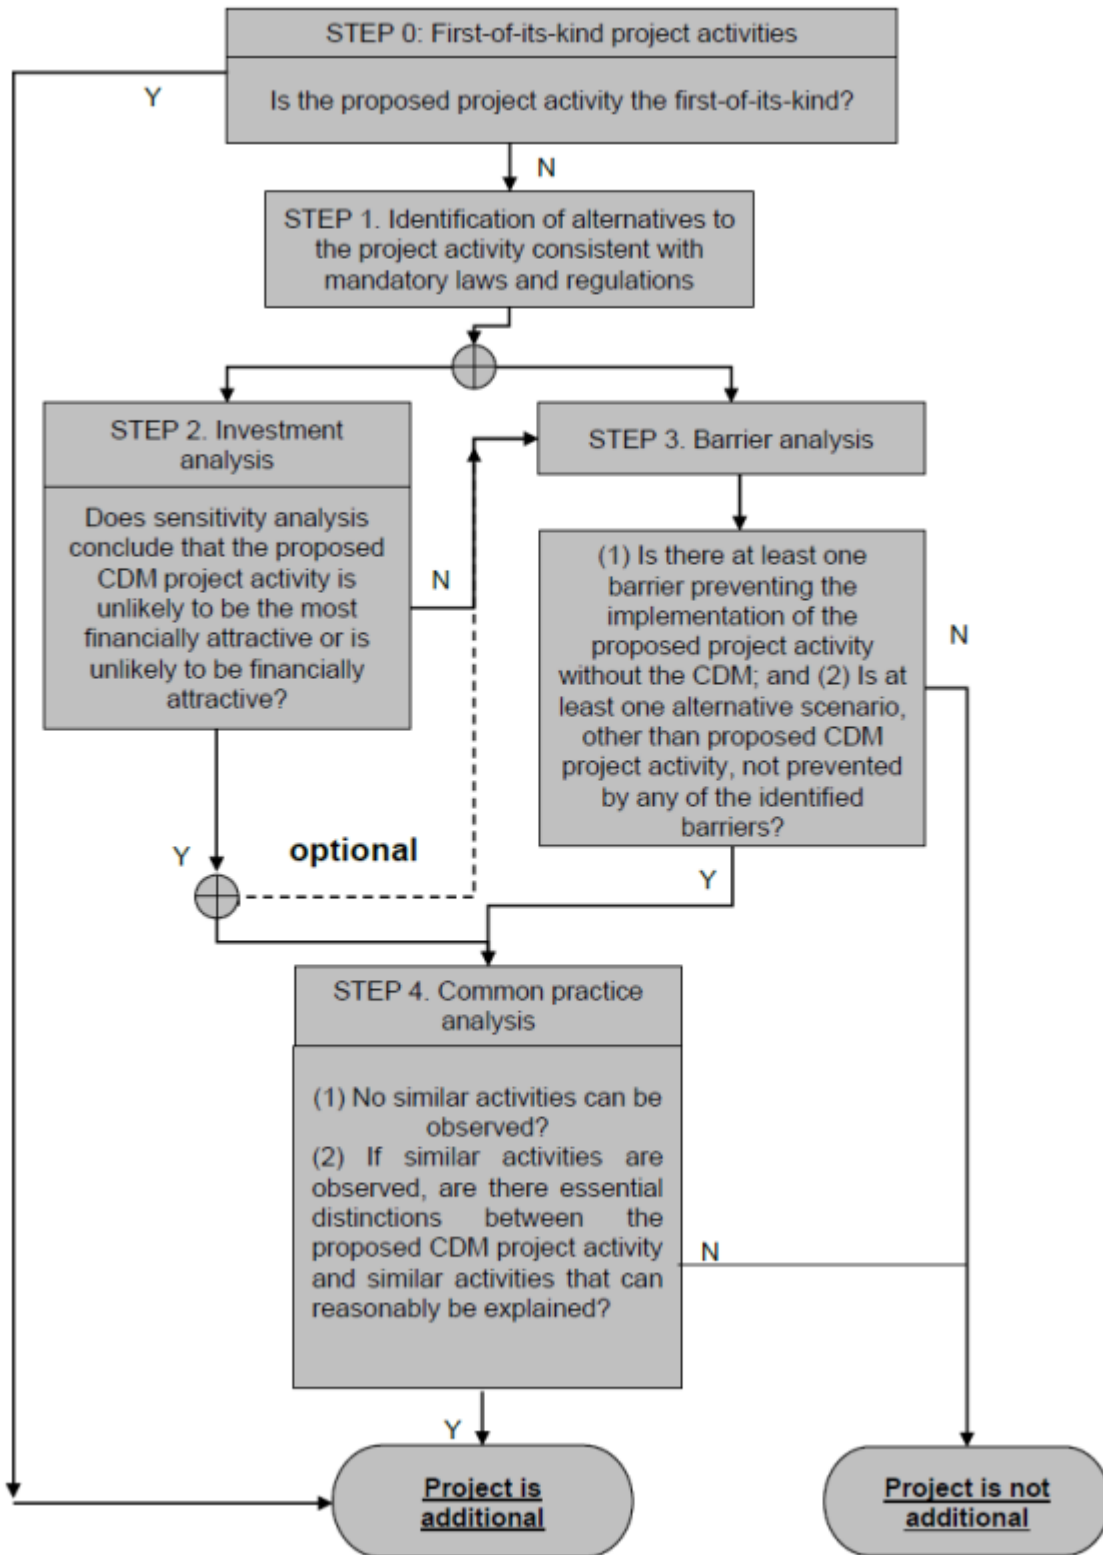 STEP 0: First-of-its-kind project activities
Y
Is the proposed project activity the first-of-its-kind?
N
STEP 1. Identification of alternatives to
the project activity consistent with
mandatory laws and regulations
STEP 2. Investment
analysis
Does sensitivity analysis
conclude that the proposed
CDM project activity is
unlikely to be the most
financially attractive or is
unlikely to be financially
attractive?
N
Y
optional
STEP 3. Barrier analysis
(1) Is there at least one
barrier preventing the
implementation of the
proposed project activity
without the CDM; and (2) Is at
least one alternative scenario,
other than proposed CDM
project activity, not prevented
by any of the identified
barriers?
N
Y
STEP 4. Common practice
analysis
(1) No similar activities can be
observed?
(2) If similar activities are
observed, are there essential
distinctions between the
proposed CDM project activity
and similar activities that can
reasonably be explained?
N
Y
Project is
additional
Project is not
additional